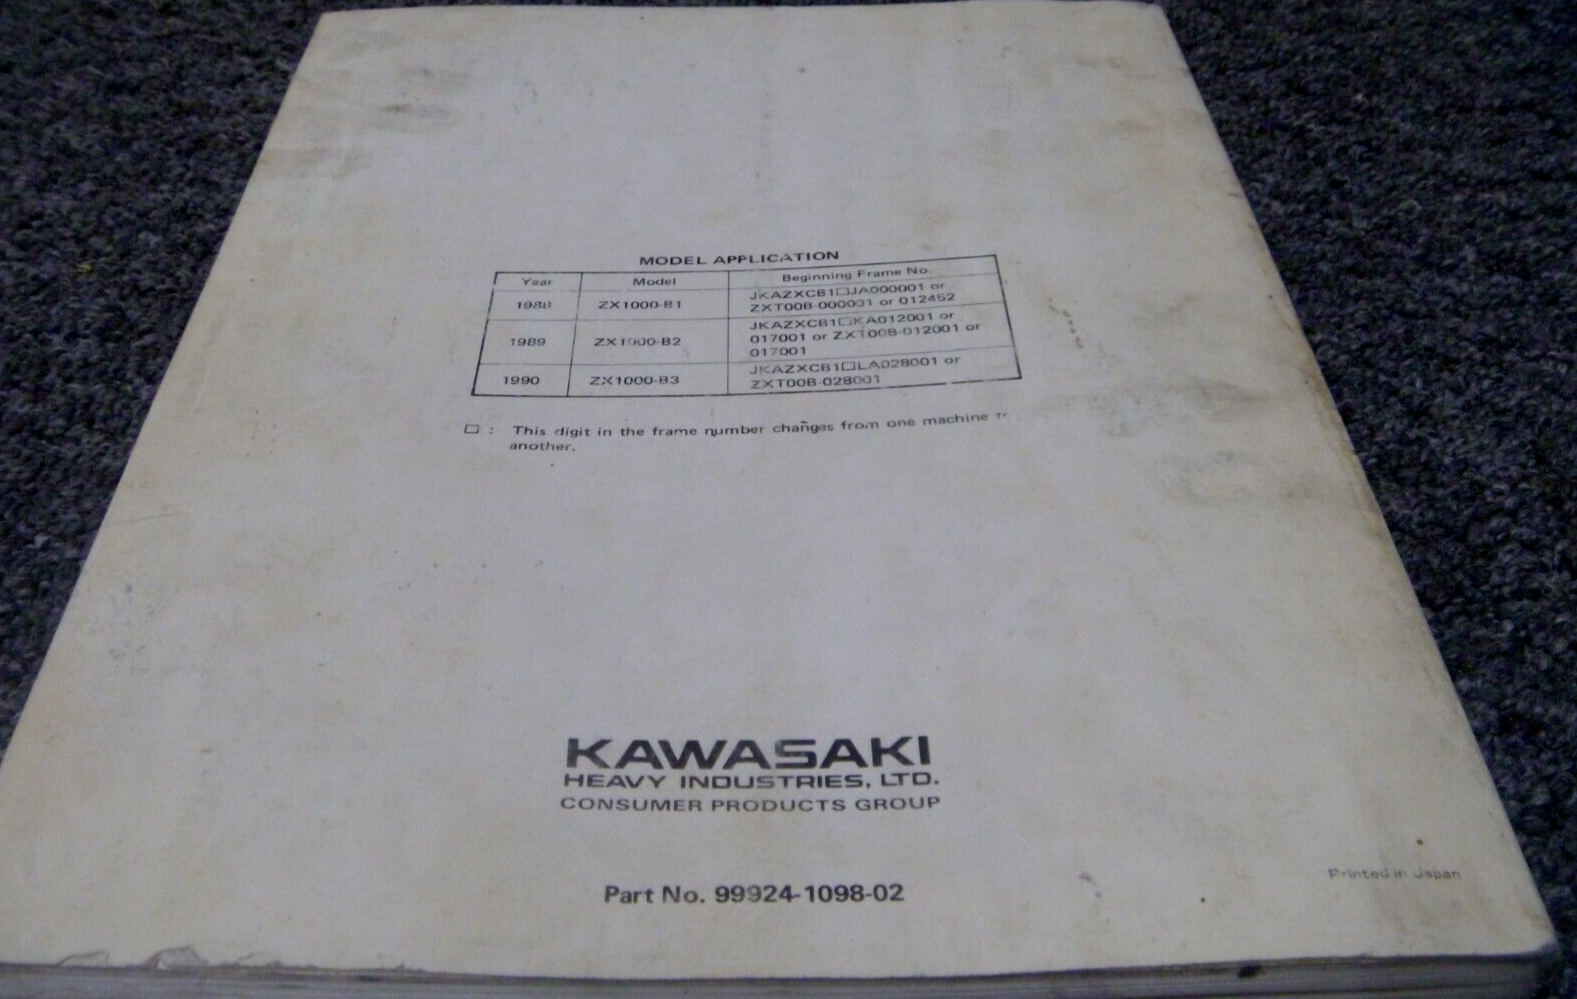 MODEL APPLICATION
Year Model Beginning Frame No.
1988 ZX1000-B1 JKAZXCB1□JA000001 or
ZXT00B-000001 or 012452
1989 ZX1000-B2 JKAZXCB1□KA012001 or
017001 or ZXT00B-012001 or
017001
1990 ZX1000-B3 JKAZXCB1□LA028001 or
ZXT00B-028001
□ : This digit in the frame number changes from one machine
another.
KAWASAKI
HEAVY INDUSTRIES, LTD.
CONSUMER PRODUCTS GROUP
Printed in Japan
Part No. 99924-1098-02